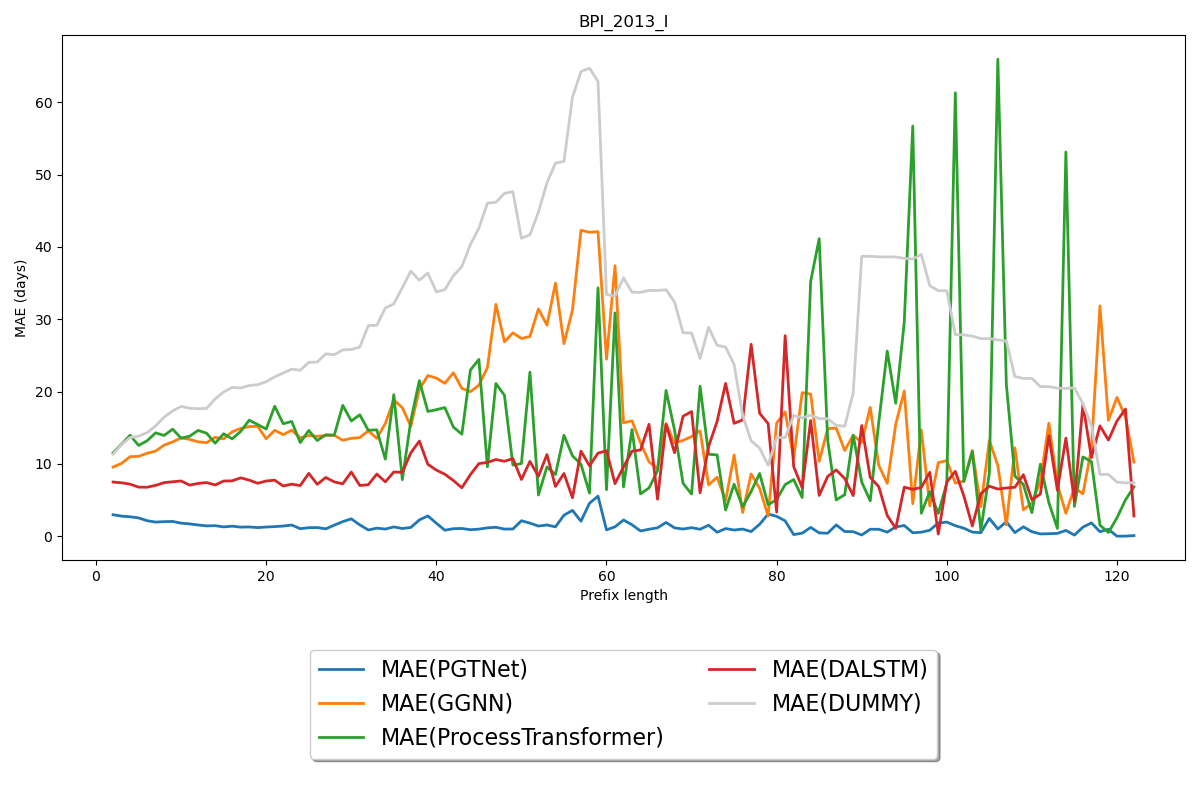 BPI_2013_I
MAE (days)
60
50
40
30
20
10
0
0 20 40 60 80 100 120
Prefix length
MAE(PGTNet)
MAE(GGNN)
MAE(ProcessTransformer)
MAE(DALSTM)
MAE(DUMMY)